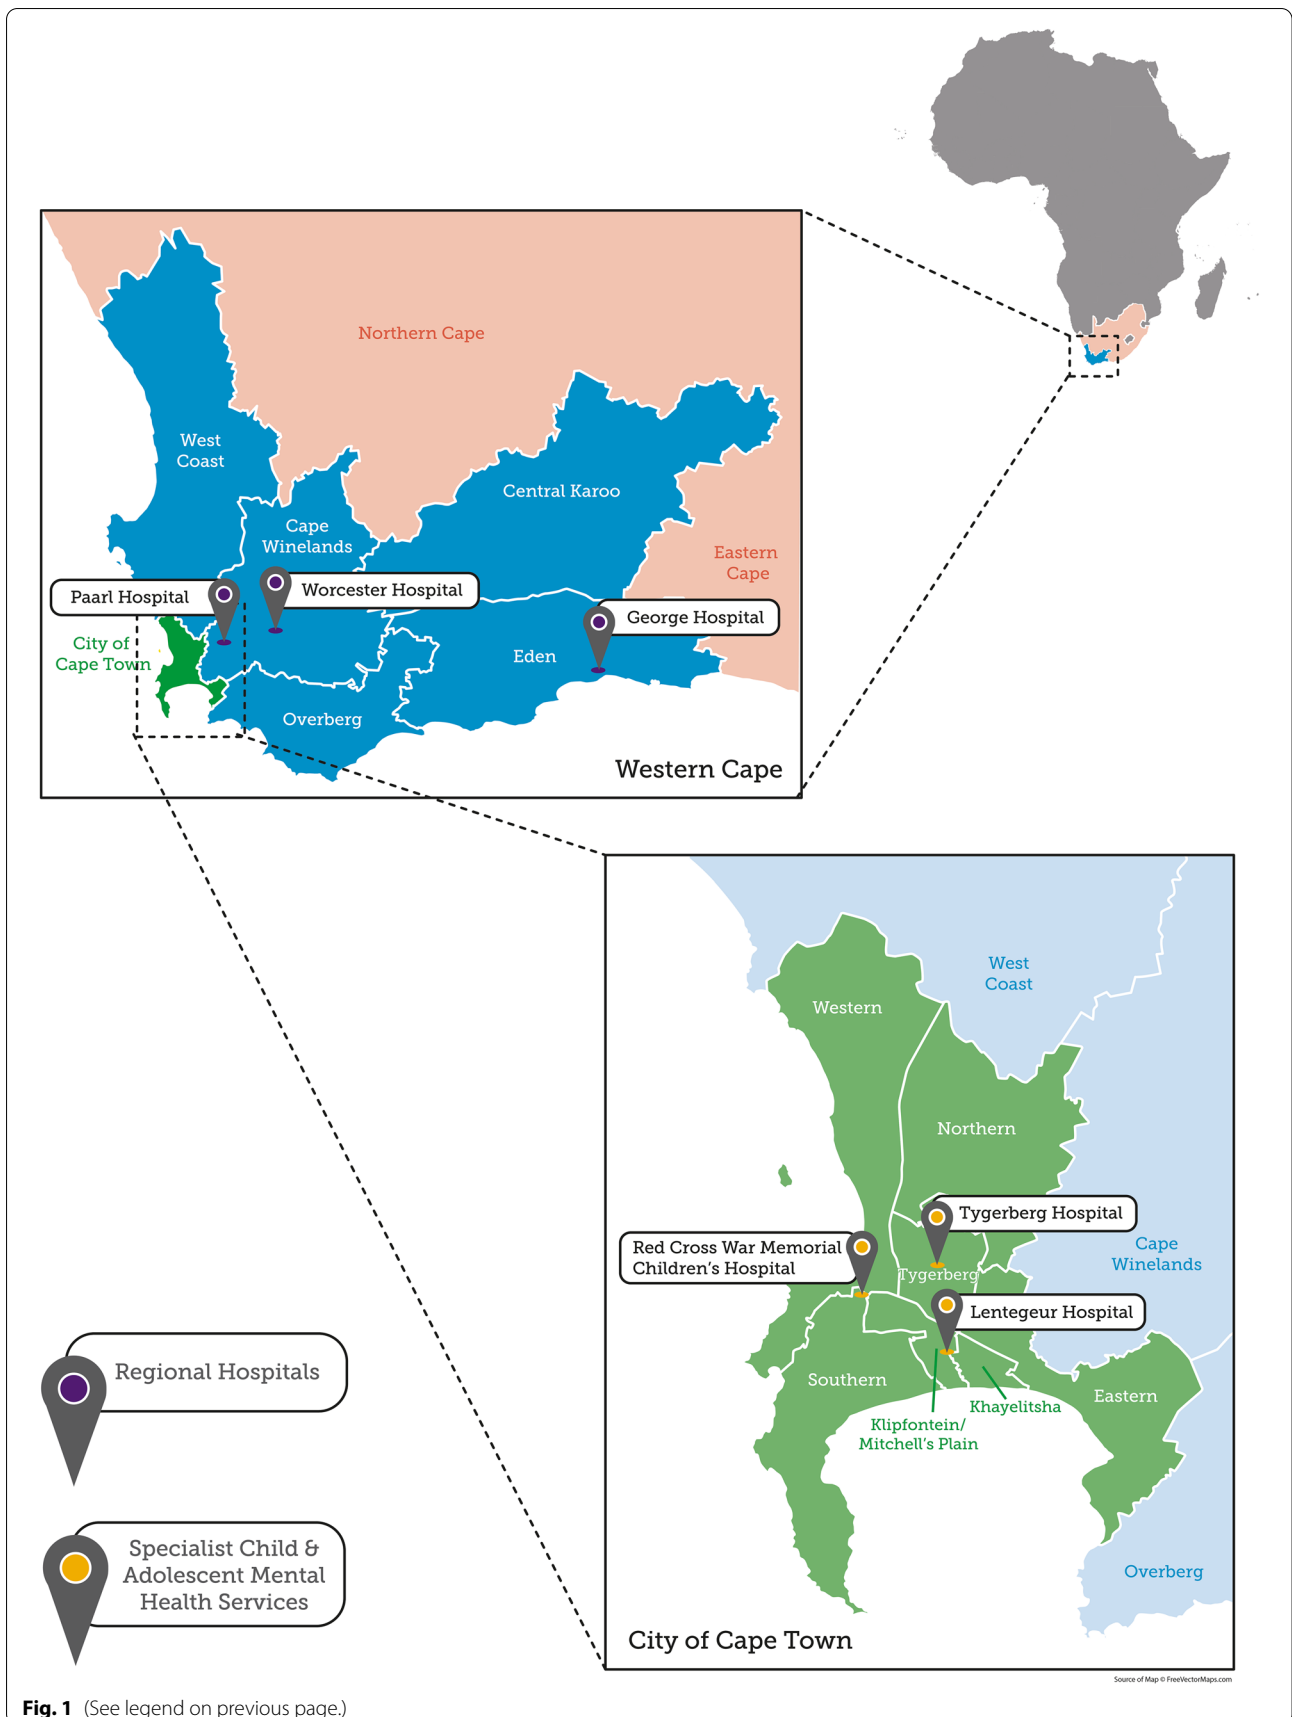 Northern Cape
West
Coast
Central Karoo
Cape
Winelands
Eastern
Cape
Paarl Hospital
Worcester Hospital
George Hospital
City of
Cape Town
Eden
Overberg
Western Cape
West
Coast
Western
Northern
Tygerberg Hospital
Red Cross War Memorial
Children's Hospital
Cape
Winelands
Tygerberg
Lentegeur Hospital
Southern
Eastern
Khayelitsha
Klipfontein/
Mitchell's Plain
Overberg
City of Cape Town
Regional Hospitals
Specialist Child &
Adolescent Mental
Health Services
Source of Map © FreeVectorMaps.com
Fig. 1 (See legend on previous page.)